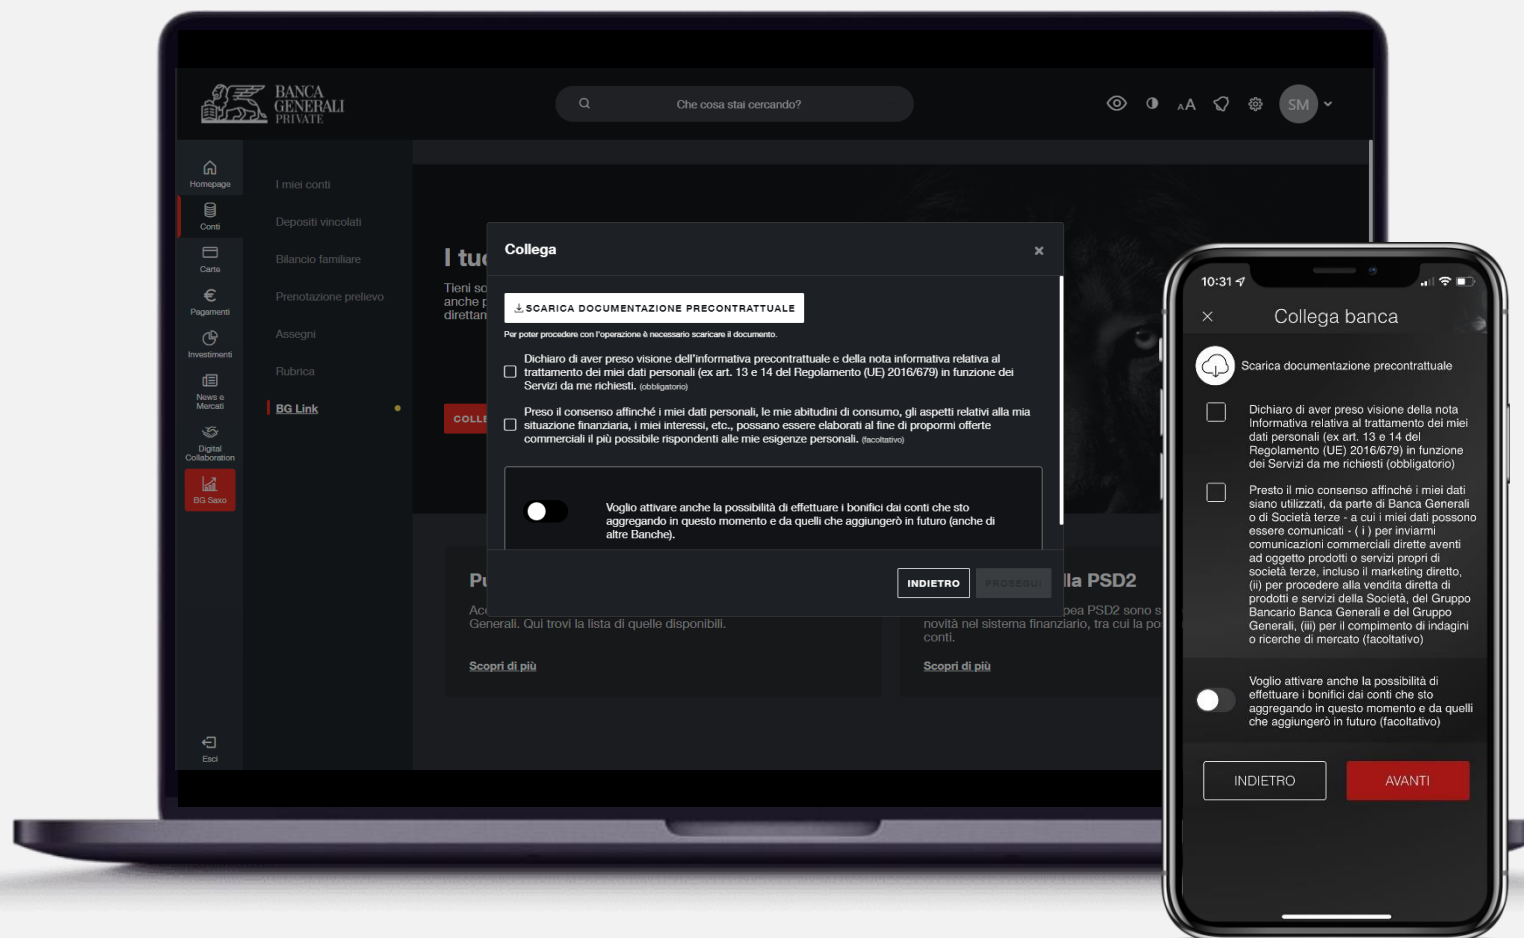 BANCA
GENERALI
PRIVATE
Che cosa stai cercando?
AA
SM
Homepage
Conti
Carte
Pagamenti
Investimenti
News e
Mercati
Digital
Collaboration
BG Saxo
Esci
I miei conti
Depositi vincolati
Bilancio familiare
Prenotazione prelievo
Assegni
Rubrica
BG Link
I tuo
Tieni so
anche p
direttan
COLLE
Collega
SCARICA DOCUMENTAZIONE PRECONTRATTUALE
Per poter procedere con l'operazione è necessario scaricare il documento.
Dichiaro di aver preso visione dell'informativa precontrattuale e della nota informativa relativa al
trattamento dei miei dati personali (ex art. 13 e 14 del Regolamento (UE) 2016/679) in funzione dei
Servizi da me richiesti. (obbligatorio)
Preso il consenso affinché i miei dati personali, le mie abitudini di consumo, gli aspetti relativi alla mia
situazione finanziaria, i miei interessi, etc., possano essere elaborati al fine di propormi offerte
commerciali il più possibile rispondenti alle mie esigenze personali. (facoltativo)
Voglio attivare anche la possibilità di effettuare i bonifici dai conti che sto
aggregando in questo momento e da quelli che aggiungerò in futuro (anche di
altre Banche).
INDIETRO
PROSEGUI
Generali. Qui trovi la lista di quelle disponibili.
Scopri di più
lla PSD2
pea PSD2 sono s
novità nel sistema finanziario, tra cui la po
conti.
Scopri di più
10:31
Collega banca
Scarica documentazione precontrattuale
Dichiaro di aver preso visione della nota
Informativa relativa al trattamento dei miei
dati personali (ex art. 13 e 14 del
Regolamento (UE) 2016/679) in funzione
dei Servizi da me richiesti (obbligatorio)
Presto il mio consenso affinché i miei dati
siano utilizzati, da parte di Banca Generali
o di Società terze - a cui i miei dati possono
essere comunicati - ( i ) per inviarmi
comunicazioni commerciali dirette aventi
ad oggetto prodotti o servizi propri di
società terze, incluso il marketing diretto,
(ii) per procedere alla vendita diretta di
prodotti e servizi della Società, del Gruppo
Bancario Banca Generali e del Gruppo
Generali, (iii) per il compimento di indagini
o ricerche di mercato (facoltativo)
Voglio attivare anche la possibilità di
effettuare i bonifici dai conti che sto
aggregando in questo momento e da quelli
che aggiungerò in futuro (facoltativo)
INDIETRO
AVANTI